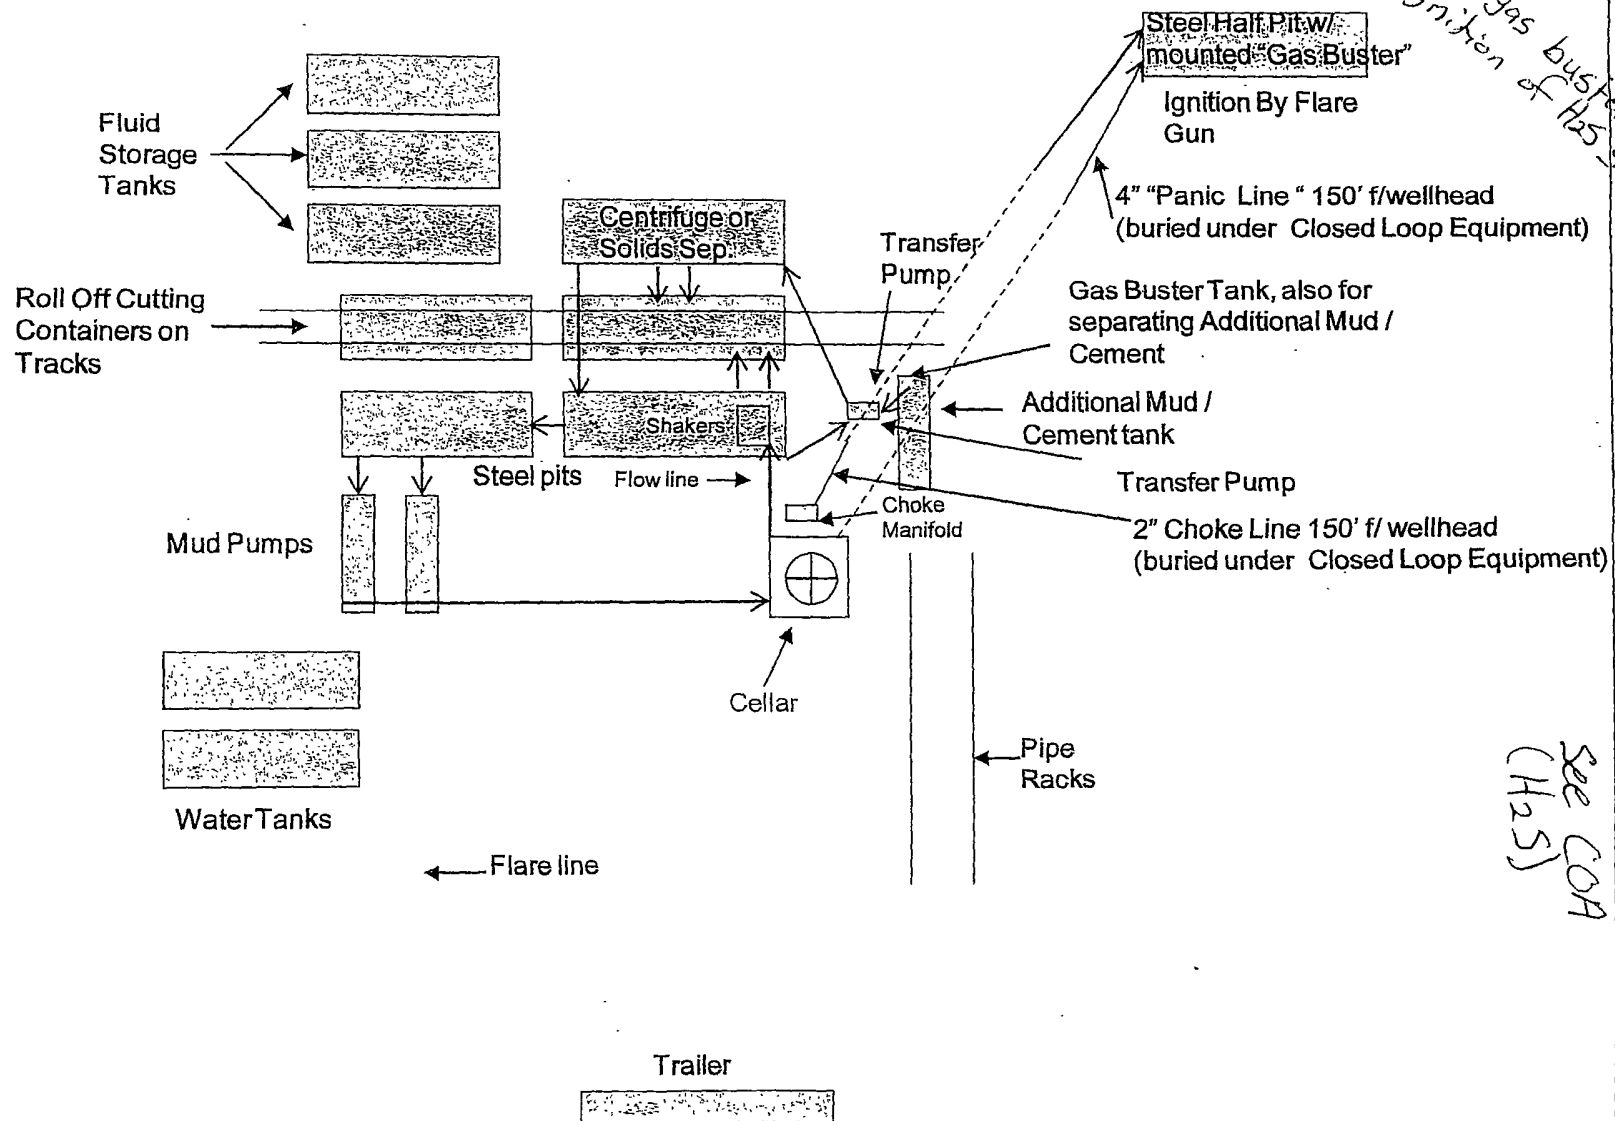 Steel Half Pit w/
mounted "Gas Buster"
gas
ignition of H2S
Ignition By Flare
Gun
Fluid
Storage
Tanks
4" "Panic Line " 150' f/wellhead
(buried under Closed Loop Equipment)
Centrifuge or
Solids Sep.
Transfer
Pump
Roll Off Cutting
Containers on
Tracks
Gas Buster Tank, also for
separating Additional Mud /
Cement
Additional Mud /
Cement tank
Shakers
Steel pits
Flow line
Transfer Pump
Choke
Manifold
2" Choke Line 150' f/ wellhead
(buried under Closed Loop Equipment)
Mud Pumps
Cellar
Pipe
Racks
Water Tanks
See COA
(H2S)
Flare line
Trailer